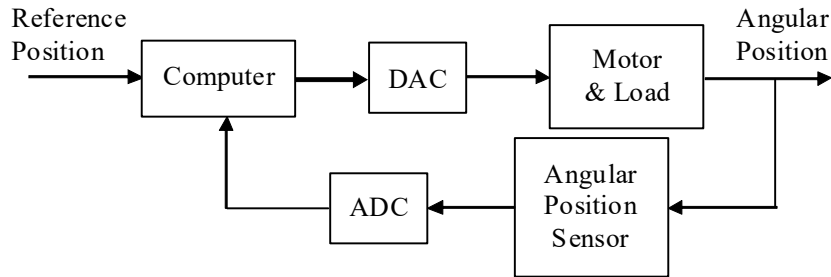 Reference
Position
Computer
DAC
Motor
& Load
Angular
Position
ADC
Angular
Position
Sensor